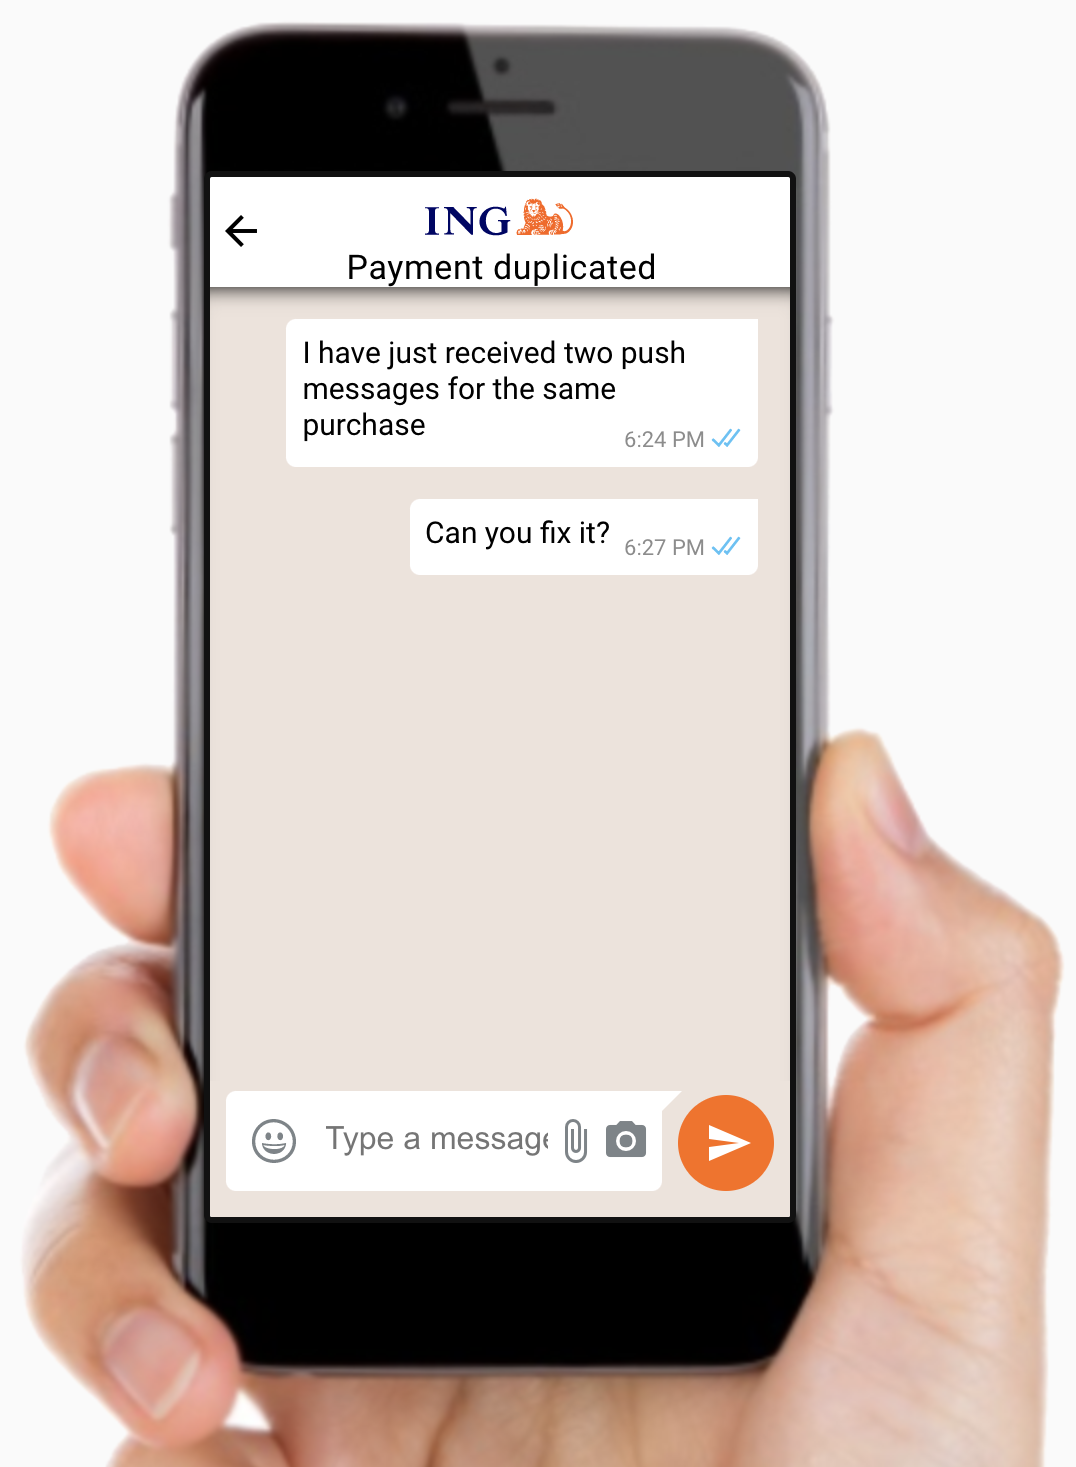 ING
Payment duplicated
I have just received two push
messages for the same
purchase
6:24 PM
Can you fix it?
6:27 PM
Type a message